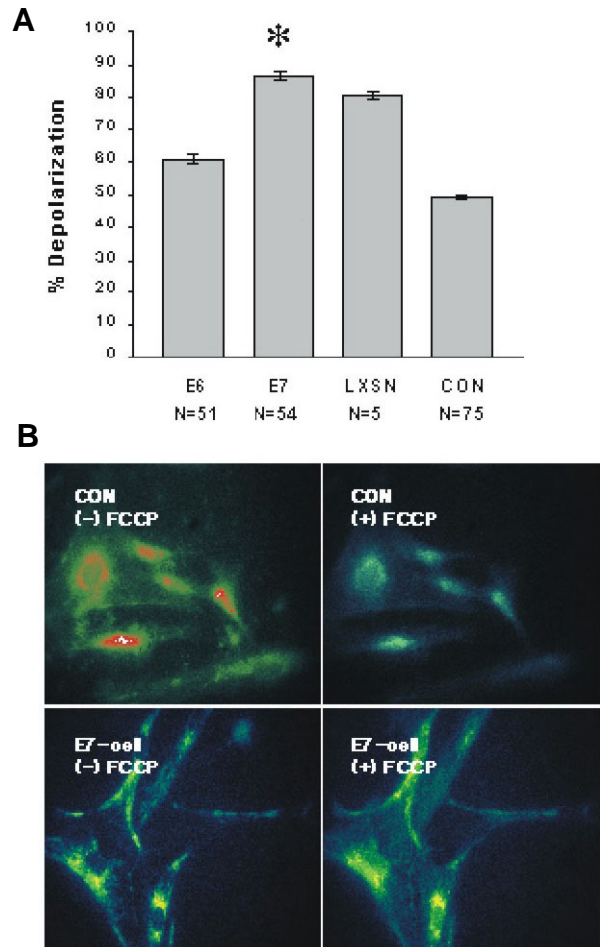 A
% Depolarization
100
90
80
70
60
50
40
30
20
10
0
*
E6 E7 LXSN CON
N=51 N=54 N=5 N=75
B
CON
(-) FCCP
CON
(+) FCCP
E7-cell
(-) FCCP
E7-cell
(+) FCCP